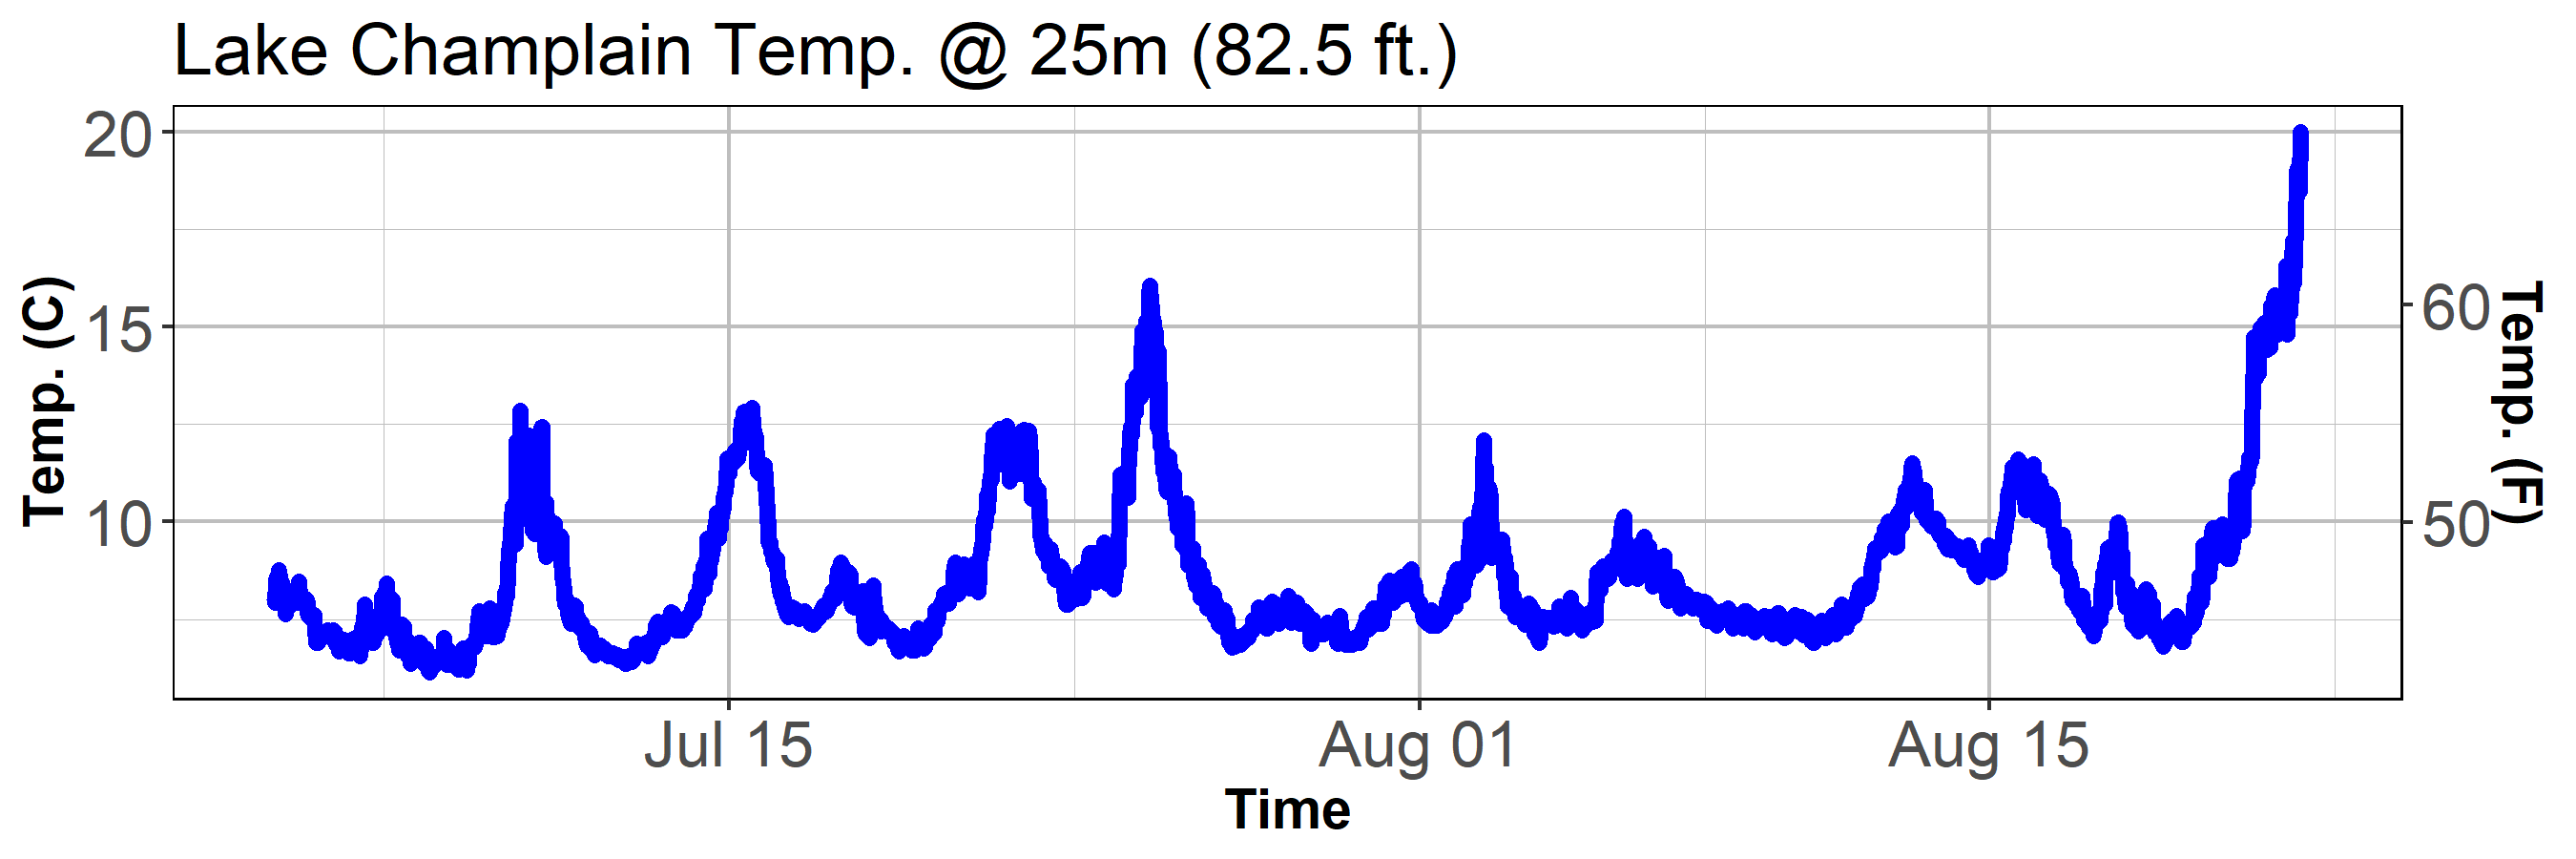 Lake Champlain Temp. @ 25m (82.5 ft.)
20
15
10
Temp. (C)
60
50
Temp. (F)
Jul 15
Aug 01
Aug 15
Time